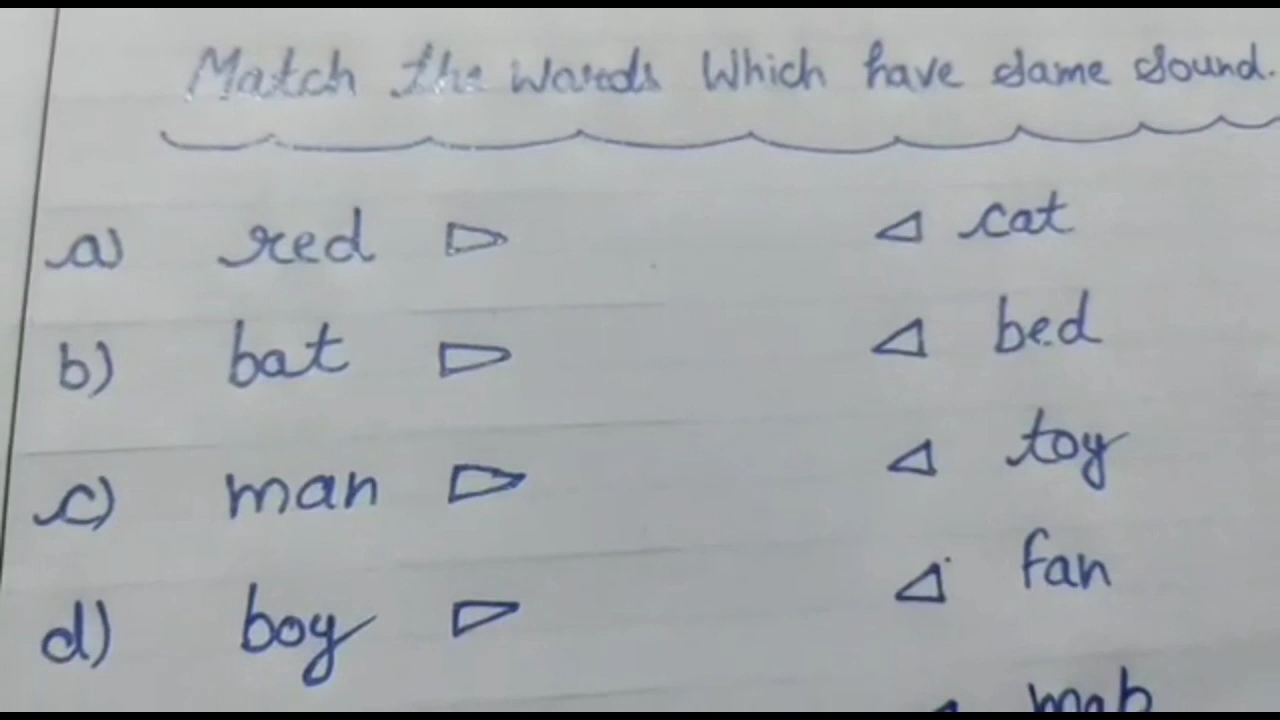 Match the words Which have same sound.
a) red cat
b) bat bed
c) man toy
d) boy fan